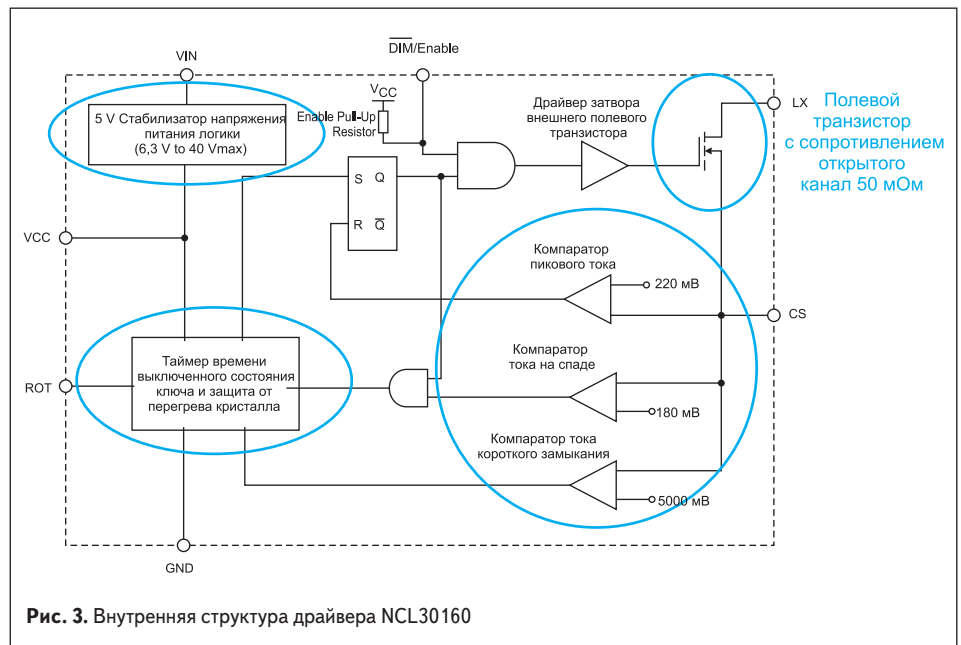 VIN
DIM/Enable
VCC
Enable Pull-Up
Resistor
5 V Стабилизатор напряжения
питания логики
(6,3 V to 40 Vmax)
Драйвер затвора
внешнего полевого
транзистора
LX
Полевой
транзистор
с сопротивлением
открытого
канал 50 мОм
S Q
R Q
VCC
Компаратор
пикового тока
220 мВ
CS
Таймер времени
выключенного состояния
ключа и защита от
перегрева кристалла
ROT
Компаратор
тока на спаде
180 мВ
Компаратор тока
короткого замыкания
5000 мВ
GND
Рис. 3. Внутренняя структура драйвера NCL30160